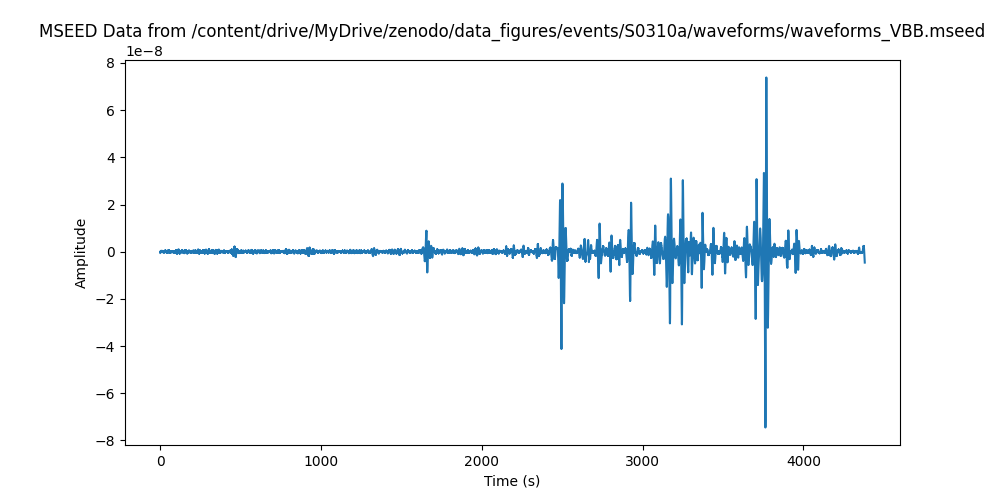 MSEED Data from /content/drive/MyDrive/zenodo/data_figures/events/S0310a/waveforms/waveforms_VBB.mseed
1e−8
8
6
4
2
0
−2
−4
−6
−8
Amplitude
0 1000 2000 3000 4000
Time (s)